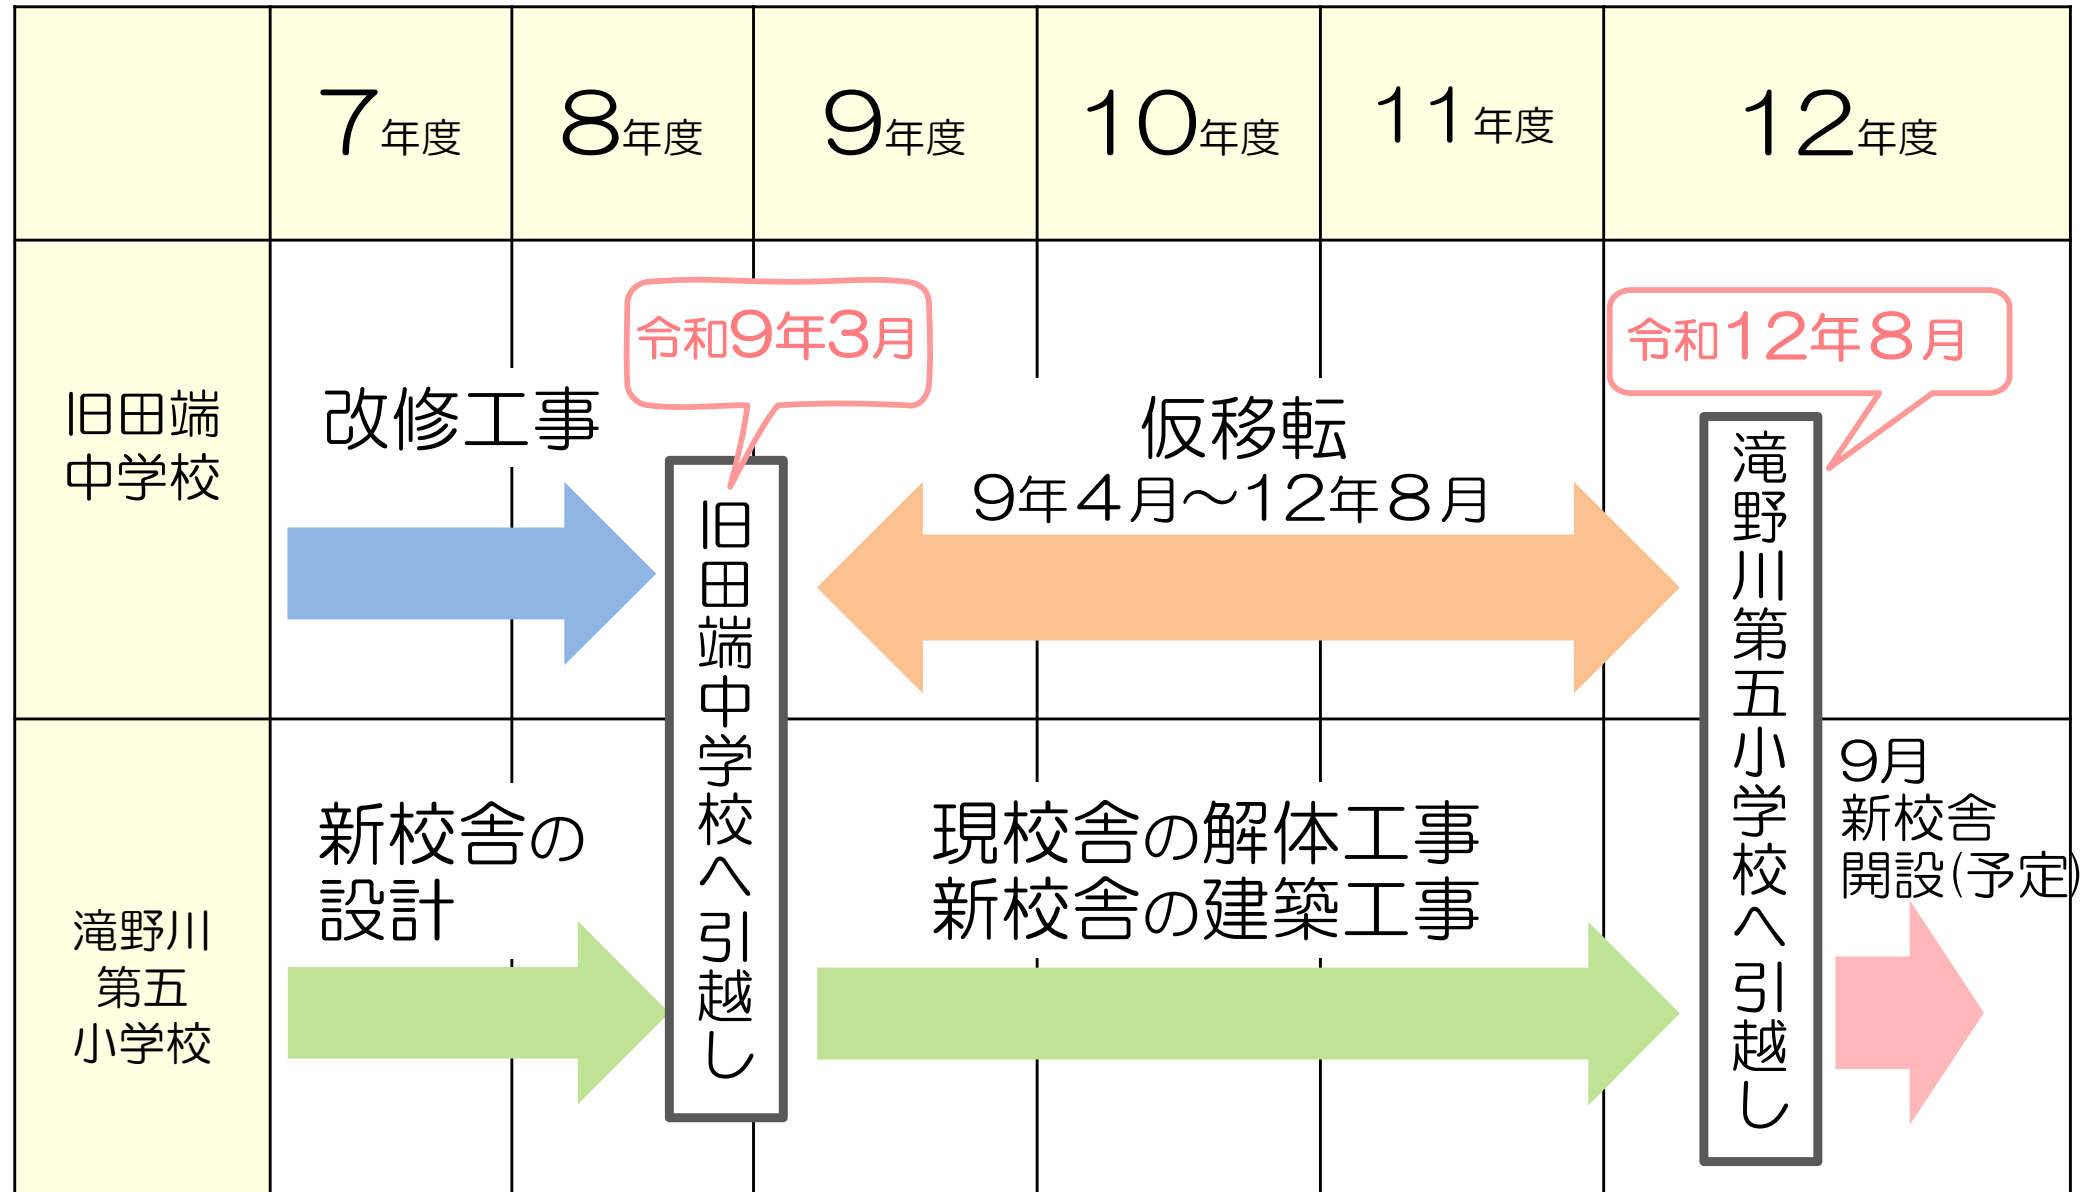 7年度
8年度
9年度
10年度
11年度
12年度
旧田端
中学校
改修工事
令和9年3月
旧田端中学校へ引越し
仮移転
9年4月～12年8月
令和12年8月
滝野川第五小学校へ引越し
滝野川
第五
小学校
新校舎の
設計
現校舎の解体工事
新校舎の建築工事
9月
新校舎
開設(予定)